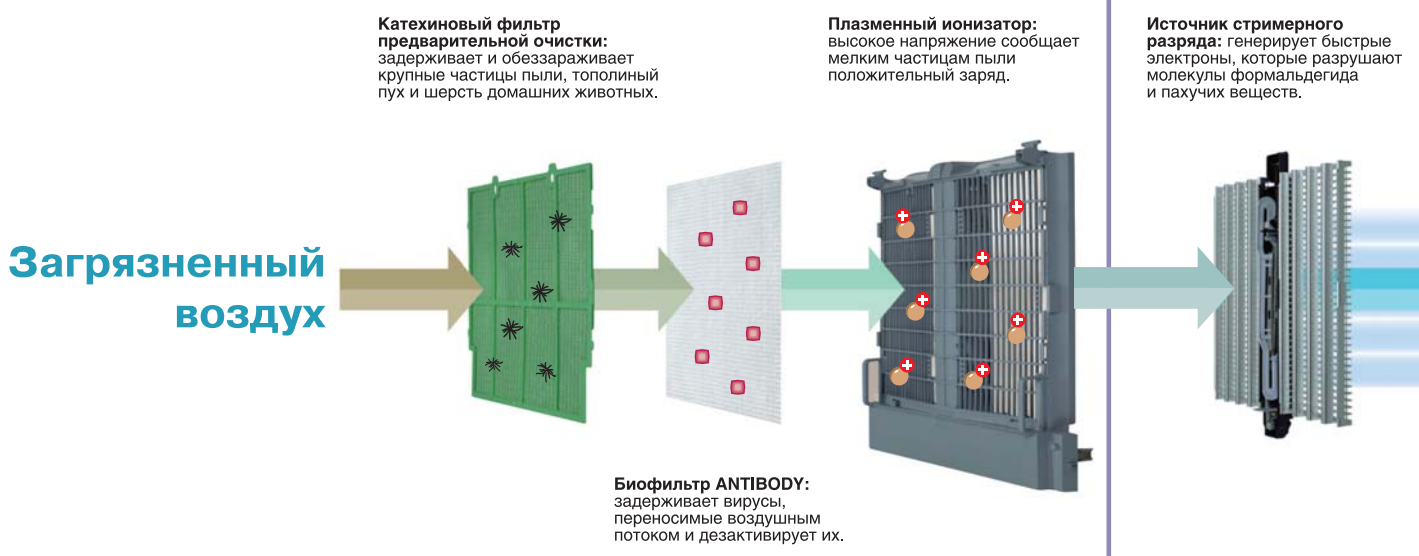 Катехиновый фильтр
предварительной очистки:
задерживает и обеззараживает
крупные частицы пыли, тополиный
пух и шерсть домашних животных.
Плазменный ионизатор:
высокое напряжение сообщает
мелким частицам пыли
положительный заряд.
Источник стримерного
разряда: генерирует быстрые
электроны, которые разрушают
молекулы формальдегида
и пахучих веществ.
Загрязненный
воздух
Биофильтр ANTIBODY:
задерживает вирусы,
переносимые воздушным
потоком и дезактивирует их.